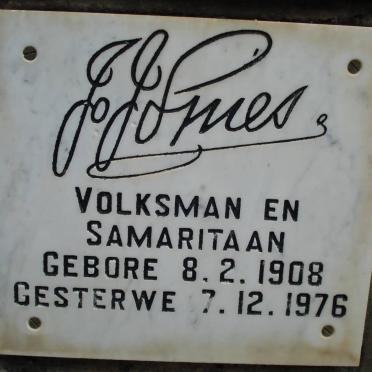 VOLKSMAN EN
SAMARITAAN
GEBORE 8.2.1908
GESTERWE 7.12.1976